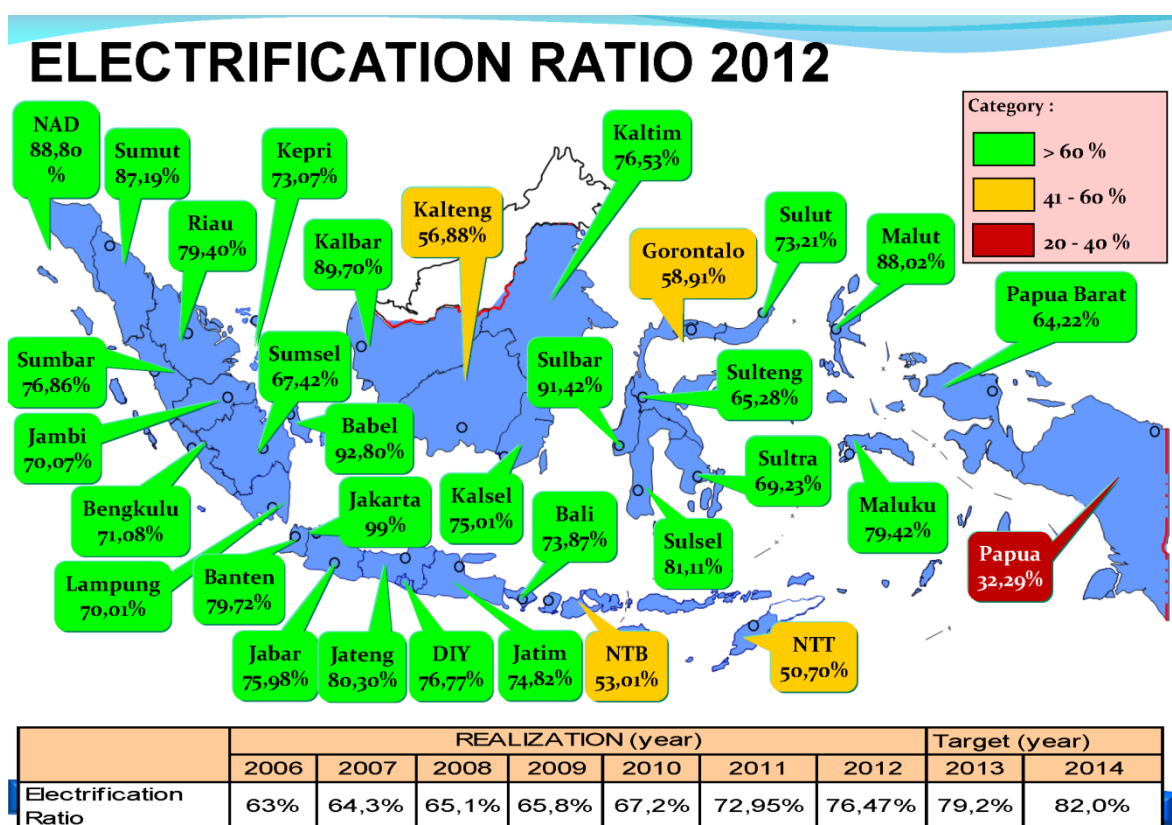 ELECTRIFICATION RATIO 2012
Category :
> 60 %
41 - 60 %
20 - 40 %
NAD
88,80
%
Sumut
87,19%
Kepri
73,07%
Kaltim
76,53%
Riau
79,40%
Kalbar
89,70%
Kalteng
56,88%
Gorontalo
58,91%
Sulut
73,21%
Malut
88,02%
Papua Barat
64,22%
Sumbar
76,86%
Sumsel
67,42%
Sulbar
91,42%
Sulteng
65,28%
Jambi
70,07%
Babel
92,80%
Bengkulu
71,08%
Jakarta
99%
Kalsel
75,01%
Bali
73,87%
Sultra
69,23%
Maluku
79,42%
Sulsel
81,11%
Papua
32,29%
Lampung
70,01%
Banten
79,72%
Jabar
75,98%
Jateng
80,30%
DIY
76,77%
Jatim
74,82%
NTB
53,01%
NTT
50,70%
REALIZATION (year) Target (year)
2006 2007 2008 2009 2010 2011 2012 2013 2014
Electrification
Ratio 63% 64,3% 65,1% 65,8% 67,2% 72,95% 76,47% 79,2% 82,0%